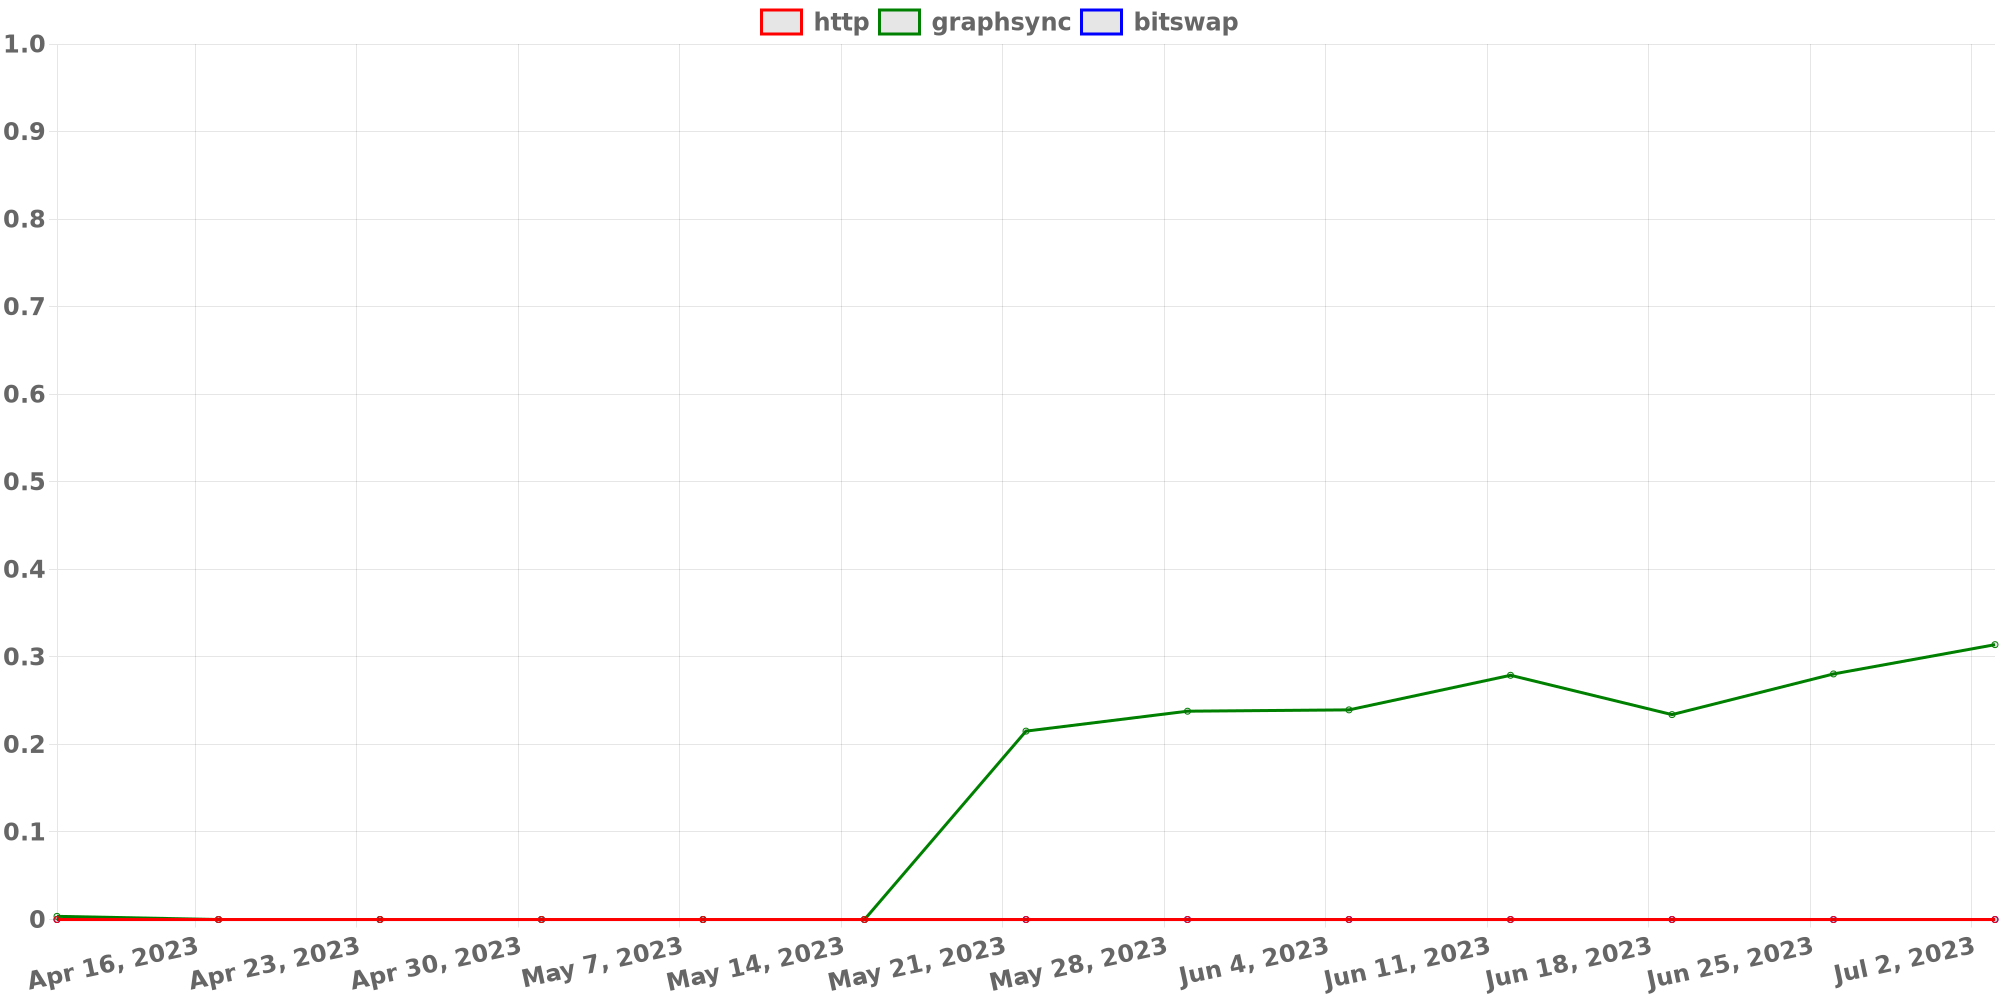 http graphsync bitswap
1.0
0.9
0.8
0.7
0.6
0.5
0.4
0.3
0.2
0.1
0
Apr 16, 2023
Apr 23, 2023
Apr 30, 2023
May 7, 2023
May 14, 2023
May 21, 2023
May 28, 2023
Jun 4, 2023
Jun 11, 2023
Jun 18, 2023
Jun 25, 2023
Jul 2, 2023